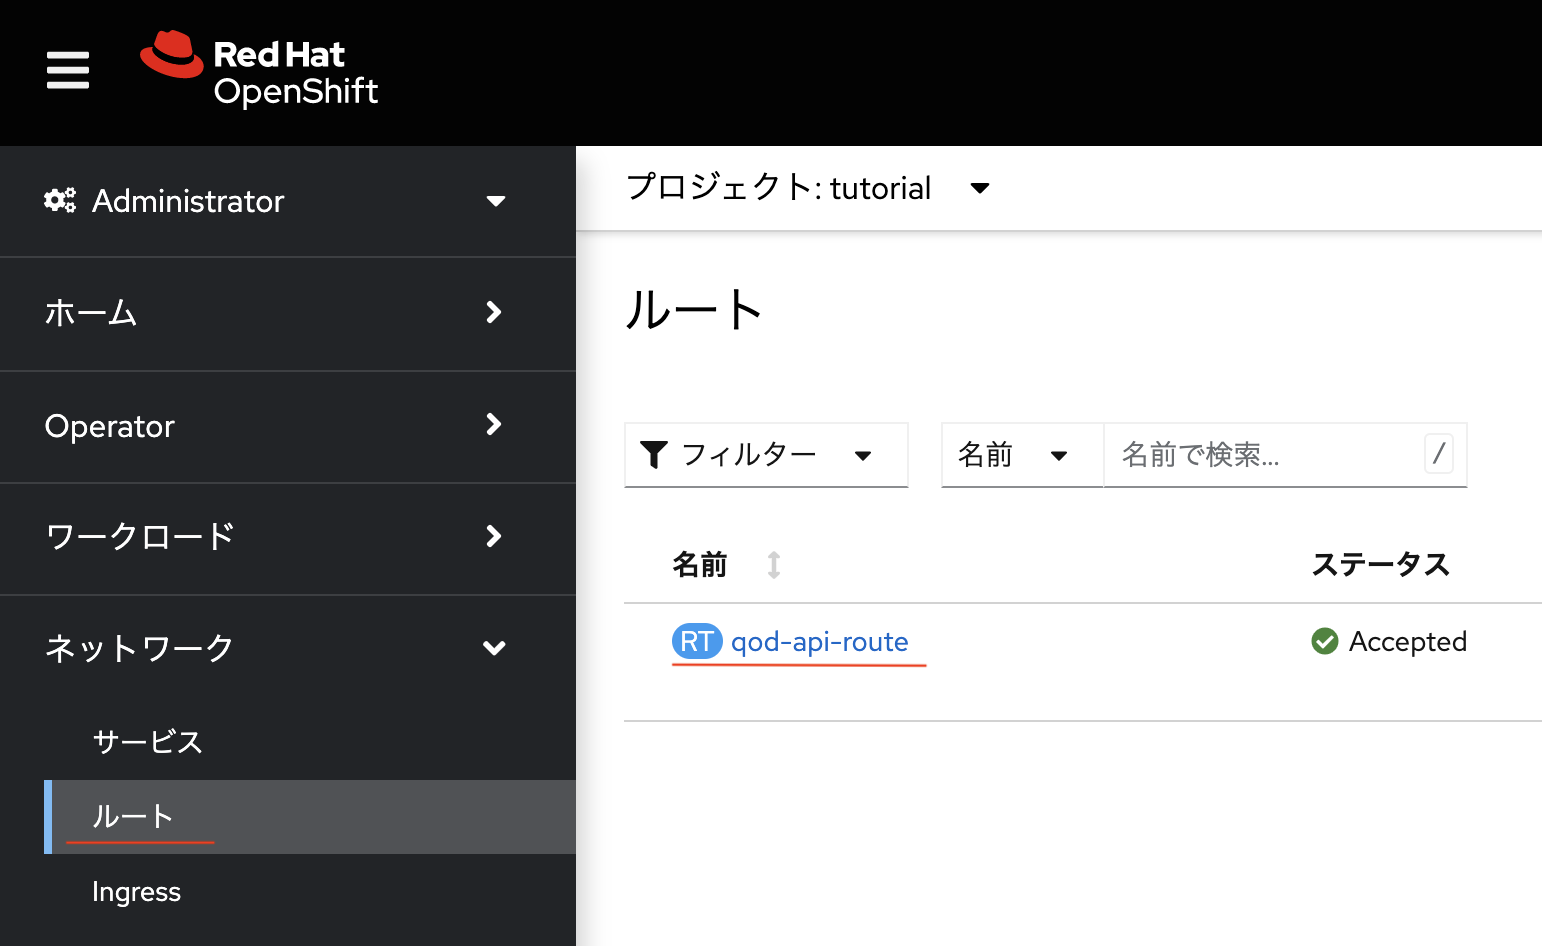 Red Hat
OpenShift
Administrator
ホーム
Operator
ワークロード
ネットワーク
サービス
ルート
Ingress
プロジェクト: tutorial
ルート
フィルター
名前
名前で検索...
/
名前
ステータス
RT qod-api-route
Accepted